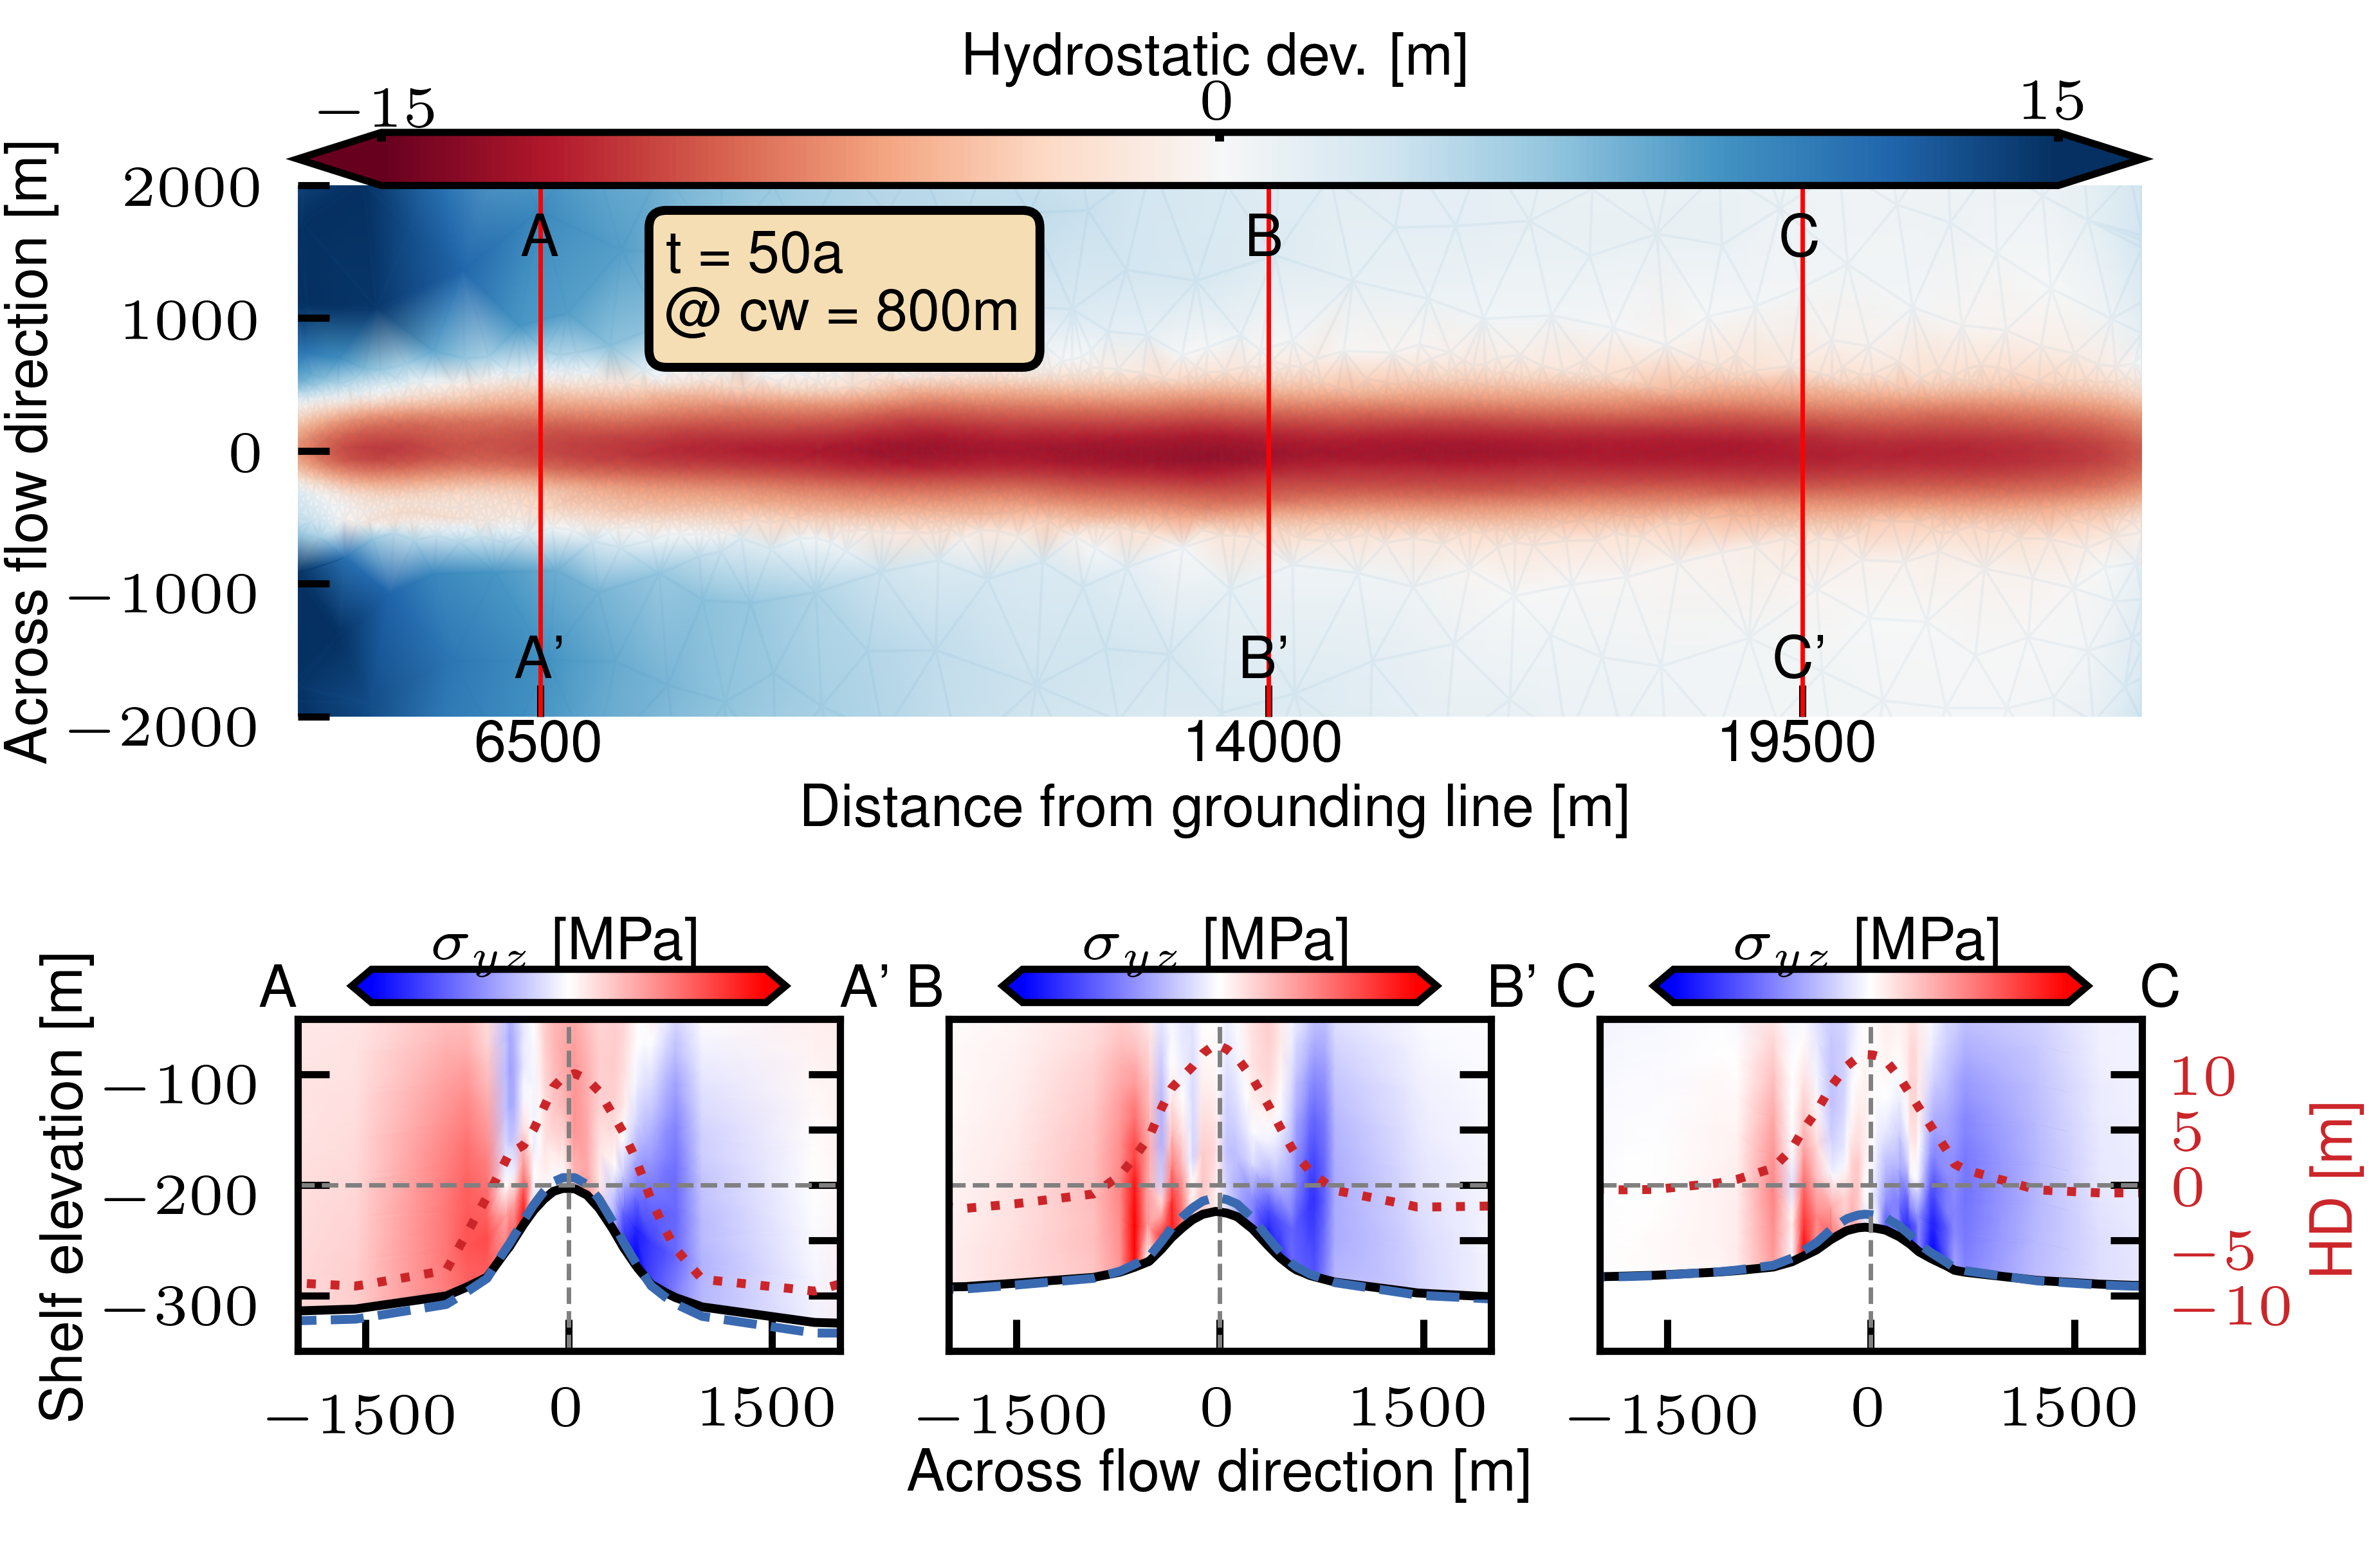 Hydrostatic dev. [m]
−15 0 15
Across flow direction [m]
2000
1000
0
−1000
−2000
A B C
t = 50a
@ cw = 800m
A’ B’ C’
6500 14000 19500
Distance from grounding line [m]
σyz [MPa] σyz [MPa] σyz [MPa]
A A’ B B’ C C
Shelf elevation [m]
−100
−200
−300
10
5
0
−5
−10
HD [m]
−1500 0 1500 −1500 0 1500 −1500 0 1500
Across flow direction [m]